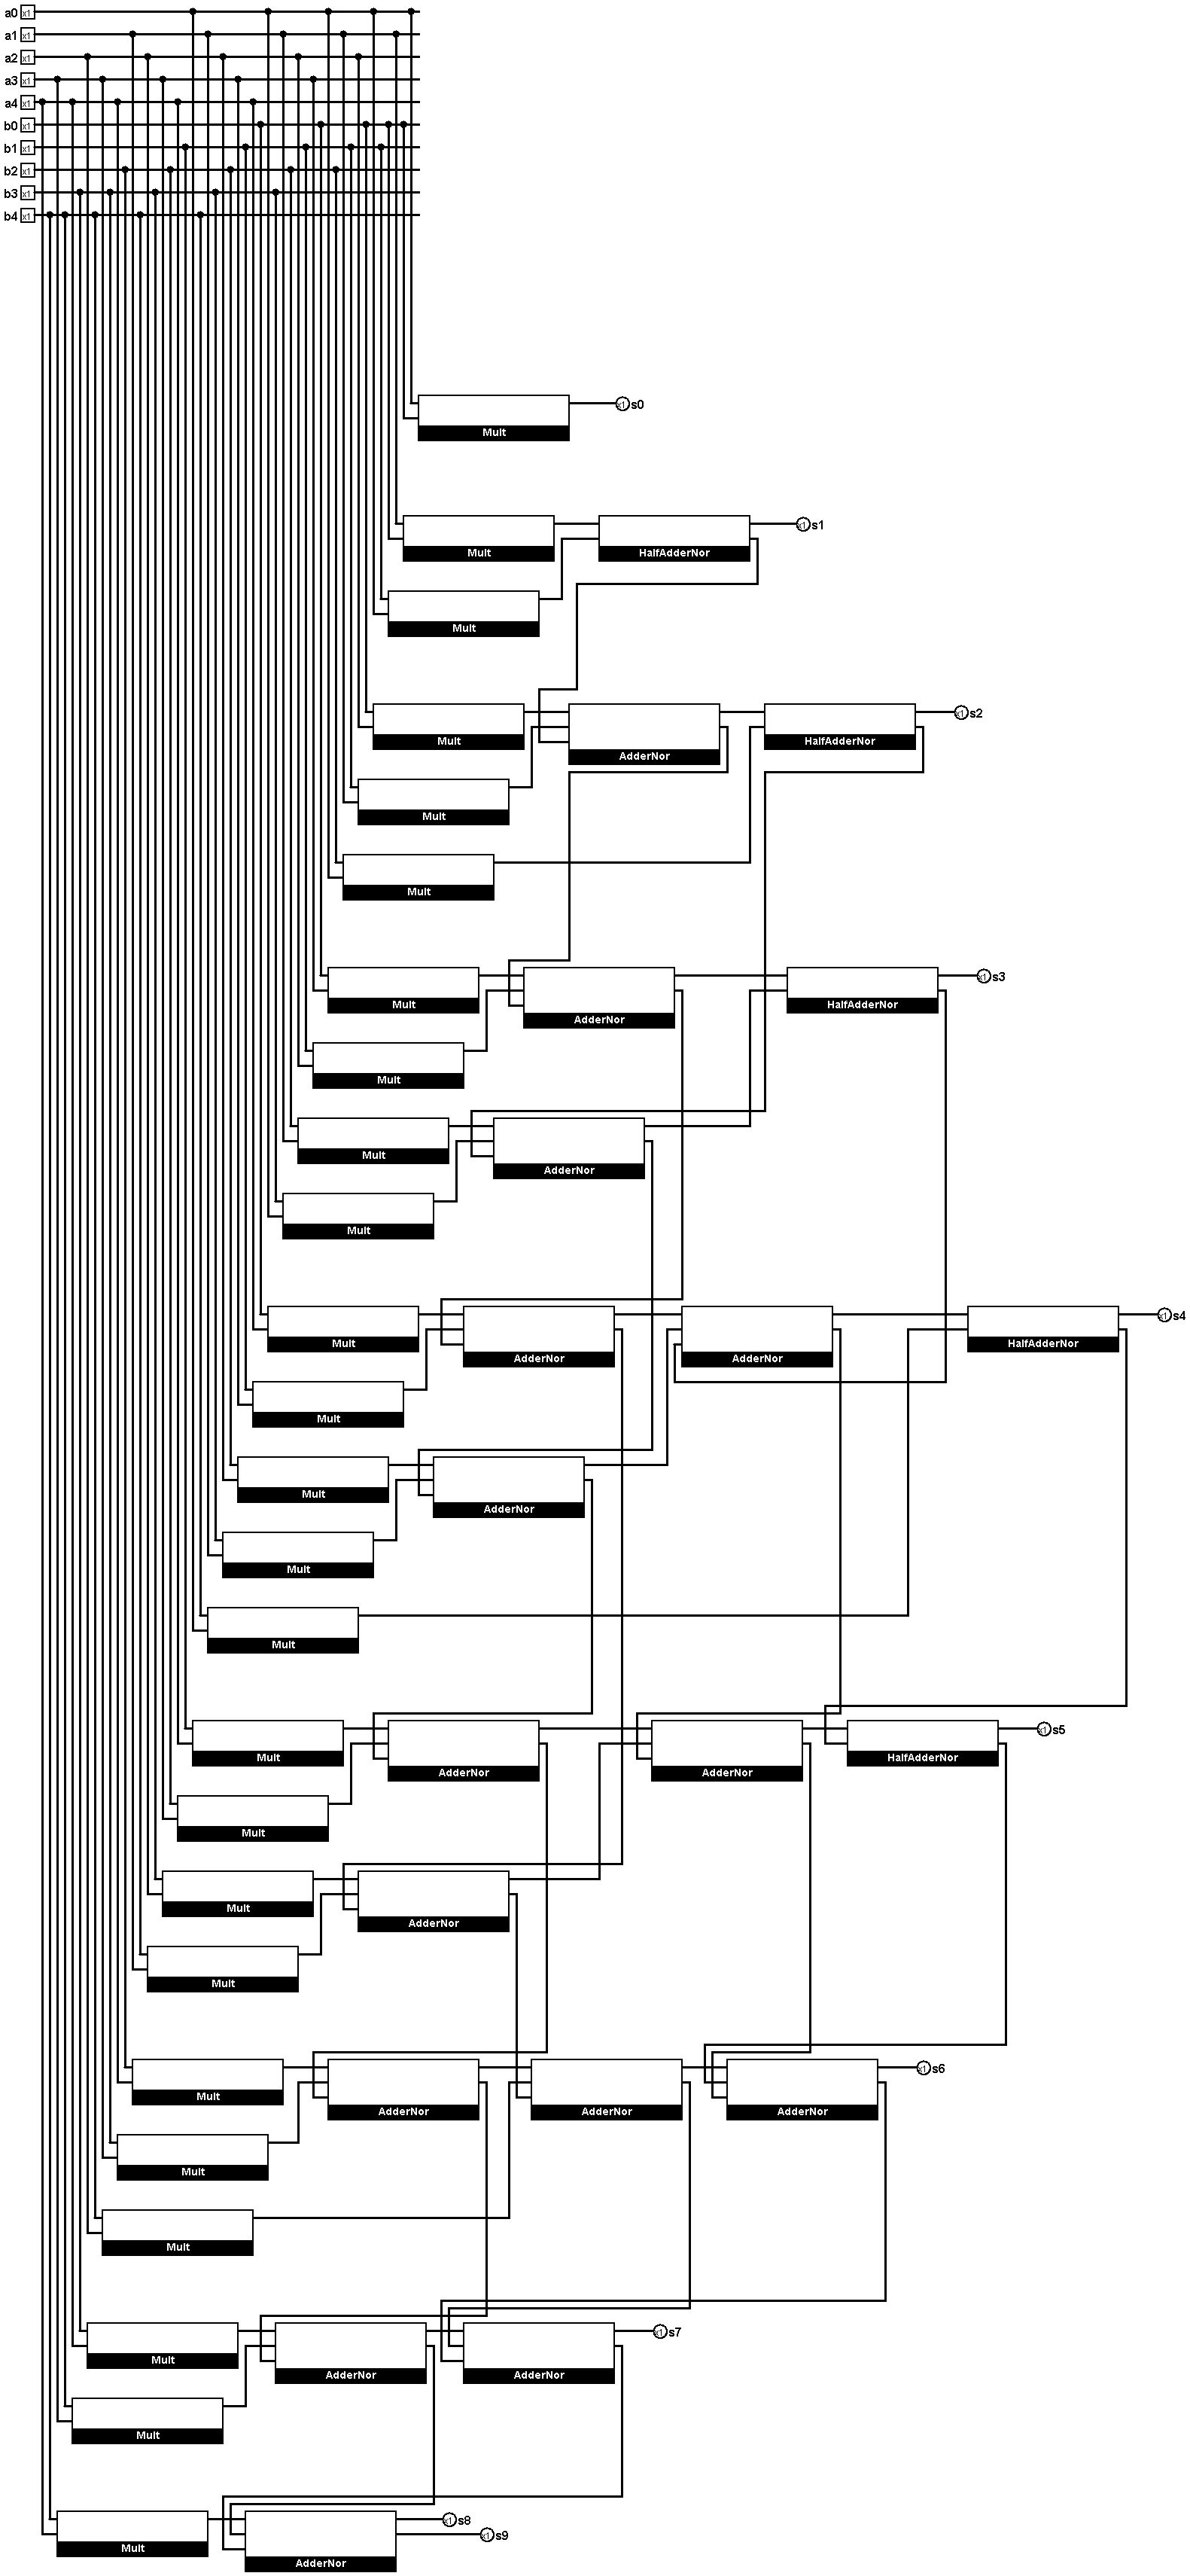 a0 x1
a1 x1
a2 x1
a3 x1
a4 x1
b0 x1
b1 x1
b2 x1
b3 x1
b4 x1
x1 s0
Mult
x1 s1
Mult HalfAdderNor
Mult
x1 s2
Mult AdderNor HalfAdderNor
Mult
Mult
x1 s3
Mult AdderNor HalfAdderNor
Mult
Mult AdderNor
Mult
x1 s4
Mult AdderNor AdderNor HalfAdderNor
Mult
Mult AdderNor
Mult
Mult
x1 s5
Mult AdderNor AdderNor HalfAdderNor
Mult
Mult AdderNor
Mult
x1 s6
Mult AdderNor AdderNor AdderNor
Mult
Mult
x1 s7
Mult AdderNor AdderNor
Mult
x1 s8
x1 s9
Mult AdderNor